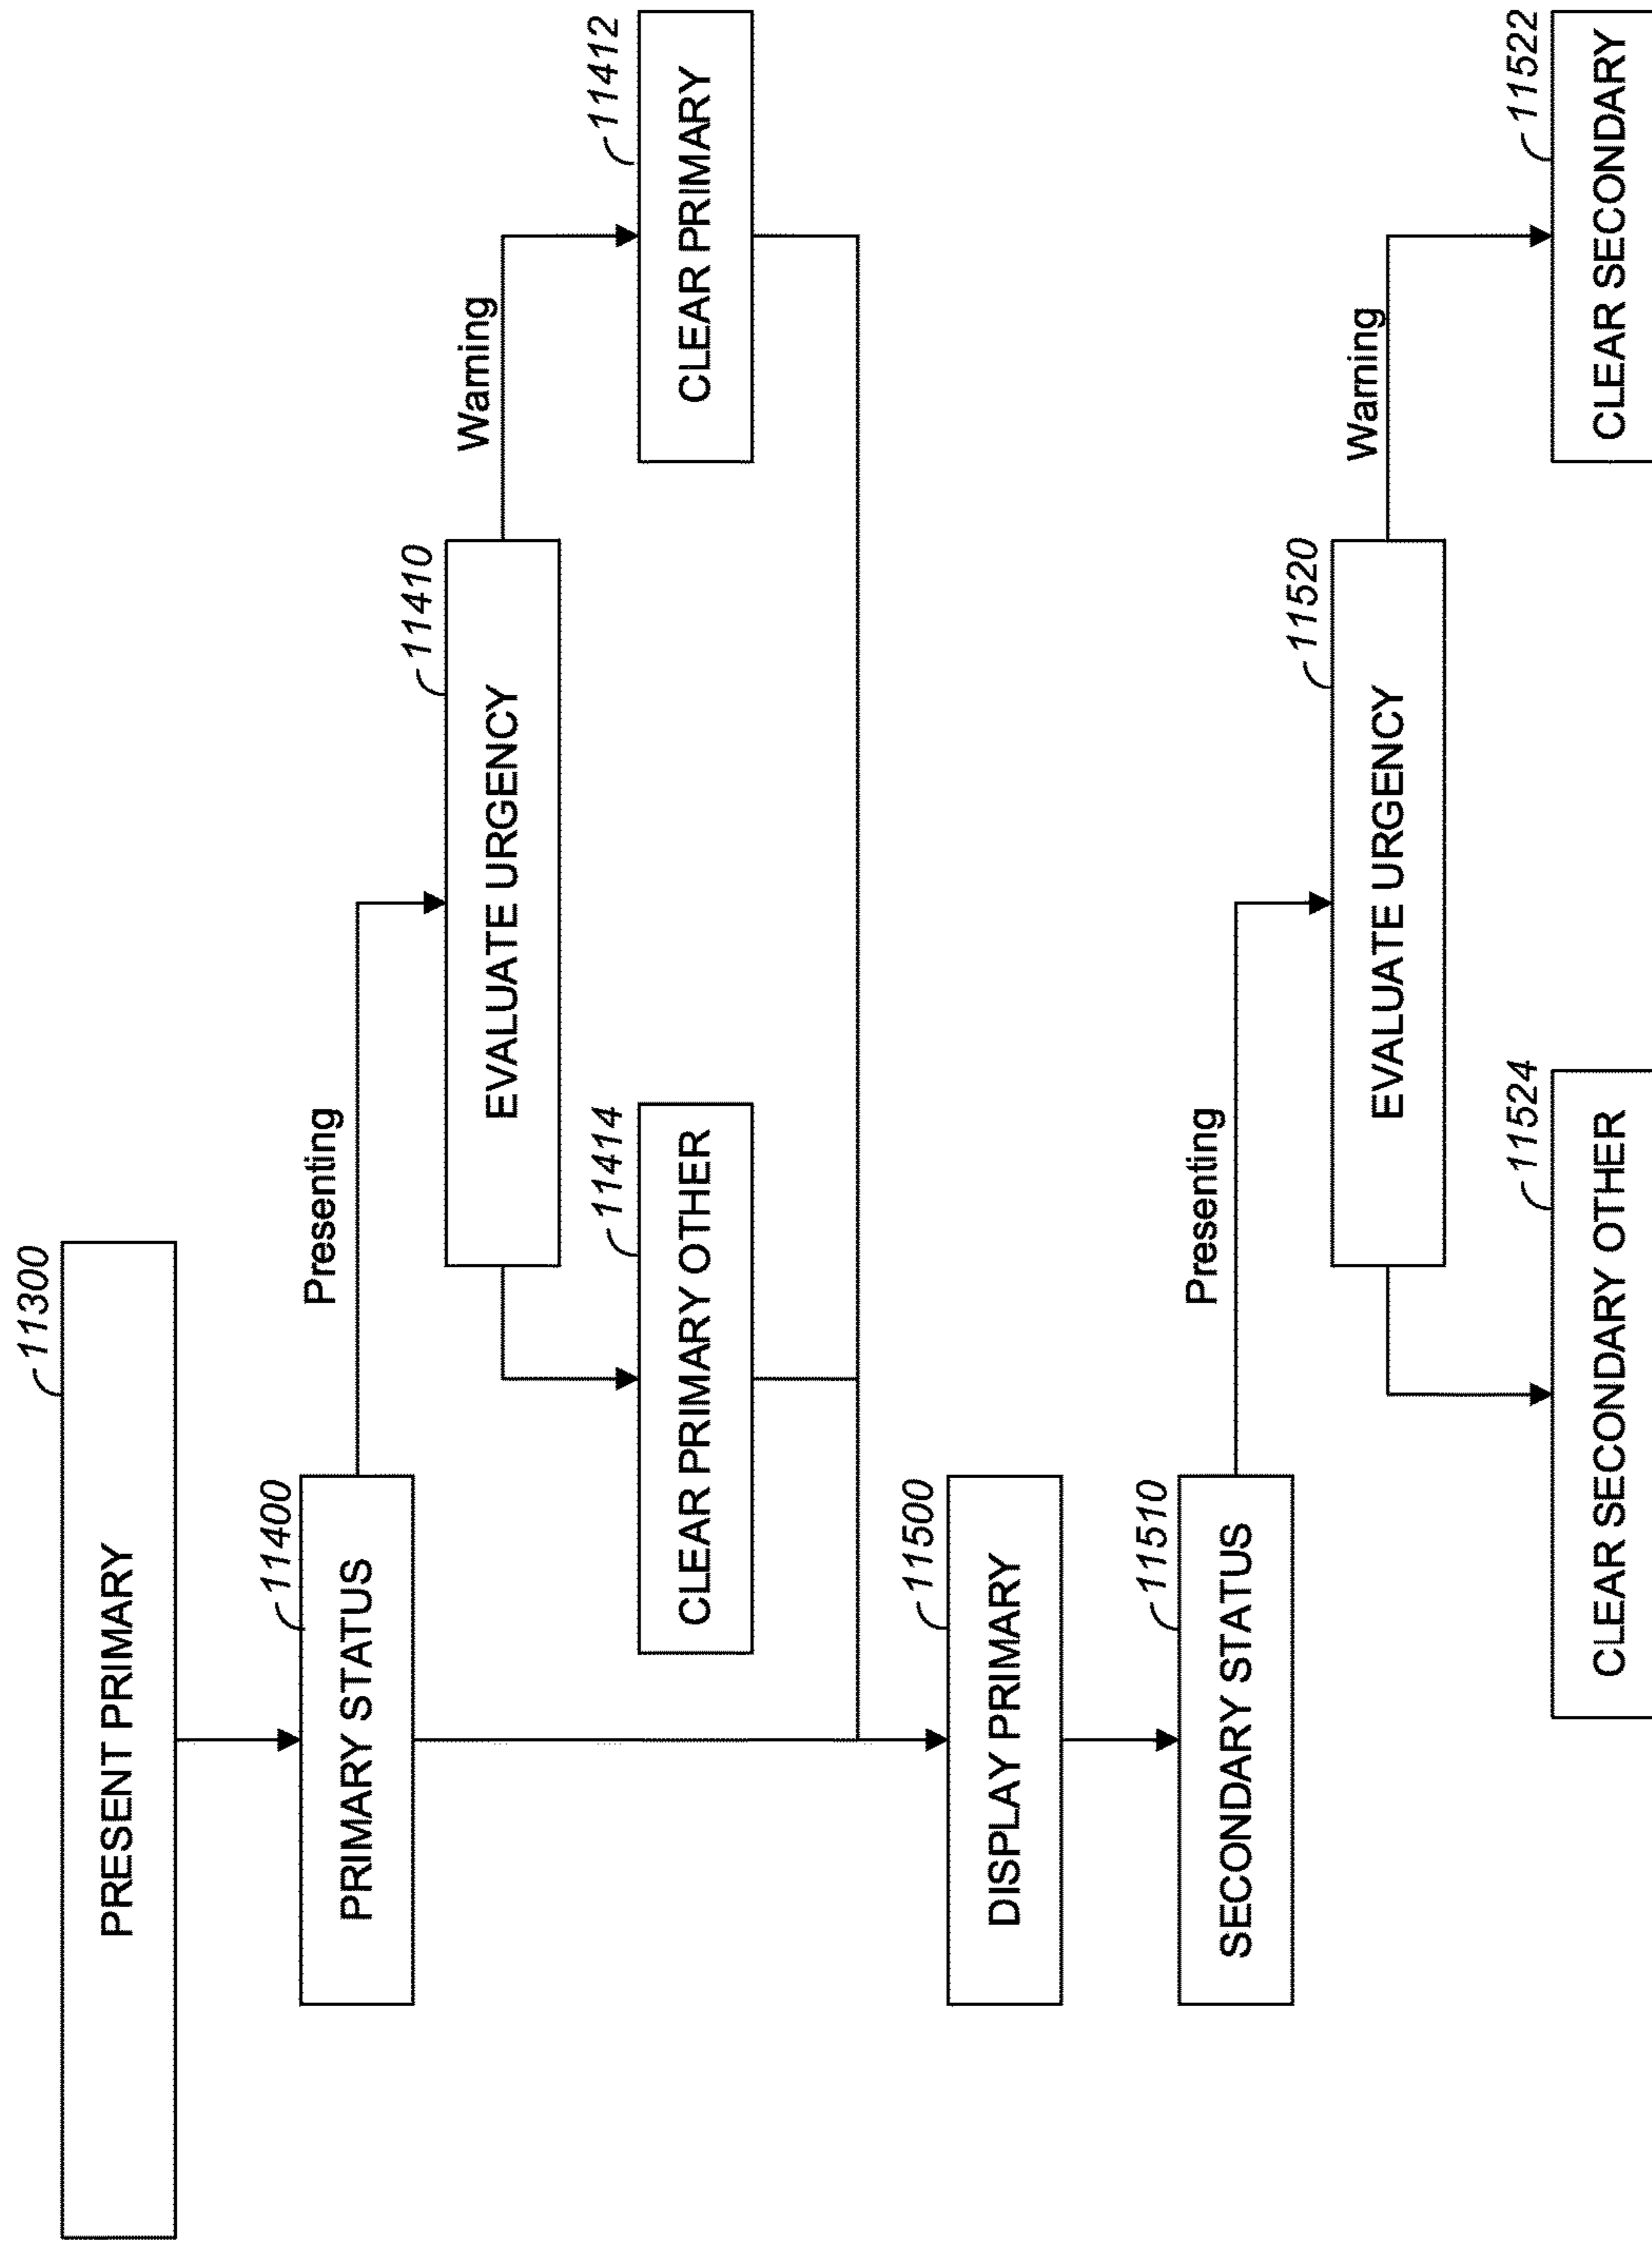 11300
PRESENT PRIMARY
11400
PRIMARY STATUS
Presenting
11410
EVALUATE URGENCY
Warning
11414
CLEAR PRIMARY OTHER
11412
CLEAR PRIMARY
11500
DISPLAY PRIMARY
11510
SECONDARY STATUS
Presenting
11520
EVALUATE URGENCY
Warning
11524
CLEAR SECONDARY OTHER
11522
CLEAR SECONDARY